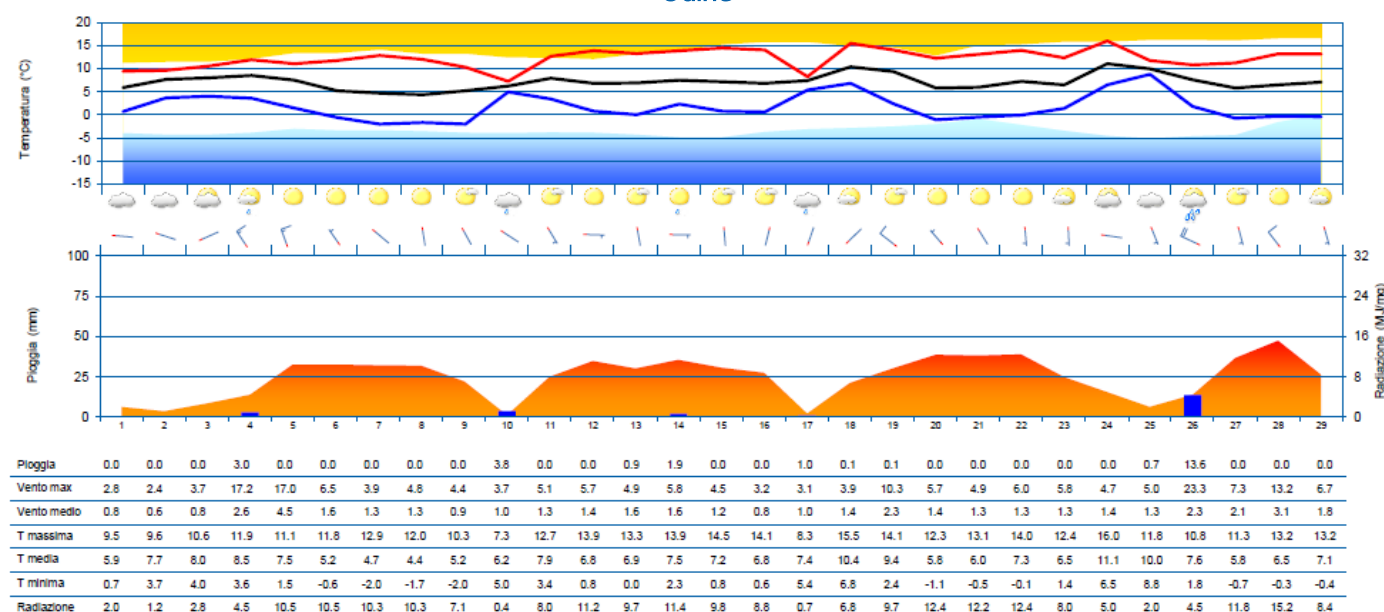 Temperatura (°C)
20
15
10
5
0
-5
-10
-15
Pioggia (mm)
100
75
50
25
0
32
24
16
8
0
Radiazione (MJ/mq)
1 2 3 4 5 6 7 8 9 10 11 12 13 14 15 16 17 18 19 20 21 22 23 24 25 26 27 28 29
Pioggia 0.0 0.0 0.0 3.0 0.0 0.0 0.0 0.0 0.0 3.8 0.0 0.0 0.9 1.9 0.0 0.0 1.0 0.1 0.1 0.0 0.0 0.0 0.0 0.0 0.7 13.6 0.0 0.0 0.0
Vento max 2.8 2.4 3.7 17.2 17.0 6.5 3.9 4.8 4.4 3.7 5.1 5.7 4.9 5.8 4.5 3.2 3.1 3.9 10.3 5.7 4.9 6.0 5.8 4.7 5.0 23.3 7.3 13.2 6.7
Vento medio 0.8 0.6 0.8 2.6 4.5 1.6 1.3 1.3 0.9 1.0 1.3 1.4 1.6 1.6 1.2 0.8 1.0 1.4 2.3 1.4 1.3 1.3 1.3 1.4 1.3 2.3 2.1 3.1 1.8
T massima 9.5 9.6 10.6 11.9 11.1 11.8 12.9 12.0 10.3 7.3 12.7 13.9 13.3 13.9 14.5 14.1 8.3 15.5 14.1 12.3 13.1 14.0 12.4 16.0 11.8 10.8 11.3 13.2 13.2
T media 5.9 7.7 8.0 8.5 7.5 5.2 4.7 4.4 5.2 6.2 7.9 6.8 6.9 7.5 7.2 6.8 7.4 10.4 9.4 5.8 6.0 7.3 6.5 11.1 10.0 7.6 5.8 6.5 7.1
T minima 0.7 3.7 4.0 3.6 1.5 -0.6 -2.0 -1.7 -2.0 5.0 3.4 0.8 0.0 2.3 0.8 0.6 5.4 6.8 2.4 -1.1 -0.5 -0.1 1.4 6.5 8.8 1.8 -0.7 -0.3 -0.4
Radiazione 2.0 1.2 2.8 4.5 10.5 10.5 10.3 10.3 7.1 0.4 8.0 11.2 9.7 11.4 9.8 8.8 0.7 6.8 9.7 12.4 12.2 12.4 8.0 5.0 2.0 4.5 11.8 15.2 8.4